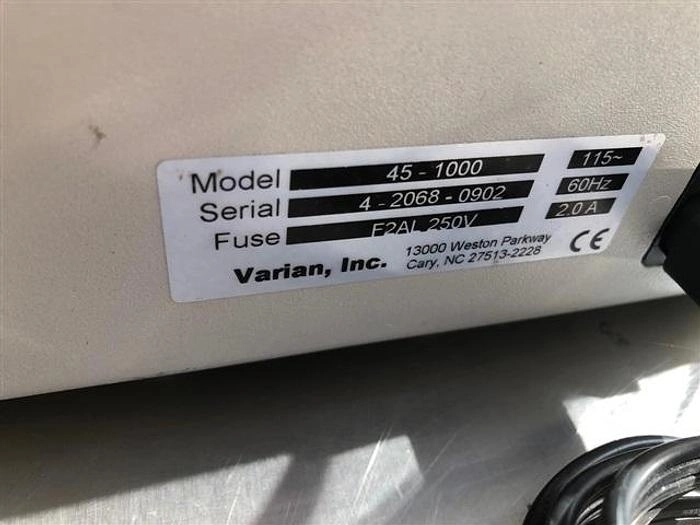 Model 45 - 1000 115~
Serial 4 - 2068 - 0902 60Hz
Fuse F2AL 250V 2.0 A
Varian, Inc. 13000 Weston Parkway
Cary, NC 27513-2228
CE